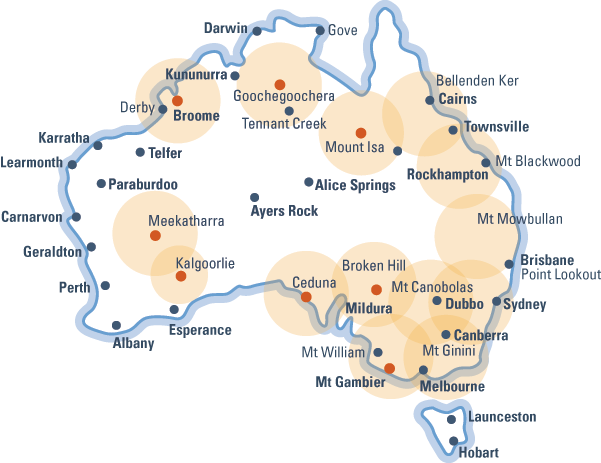 Darwin
Gove
Kununurra
Bellenden Ker
Goochegoochera
Cairns
Derby
Broome
Tennant Creek
Townsville
Karratha
Mount Isa
Telfer
Learmonth
Mt Blackwood
Rockhampton
Paraburdoo
Alice Springs
Ayers Rock
Carnarvon
Meekatharra
Mt Mowbullan
Geraldton
Kalgoorlie
Broken Hill
Brisbane
Point Lookout
Perth
Ceduna
Mt Canobolas
Mildura
Dubbo
Sydney
Esperance
Albany
Canberra
Mt William
Mt Ginini
Mt Gambier
Melbourne
Launceston
Hobart